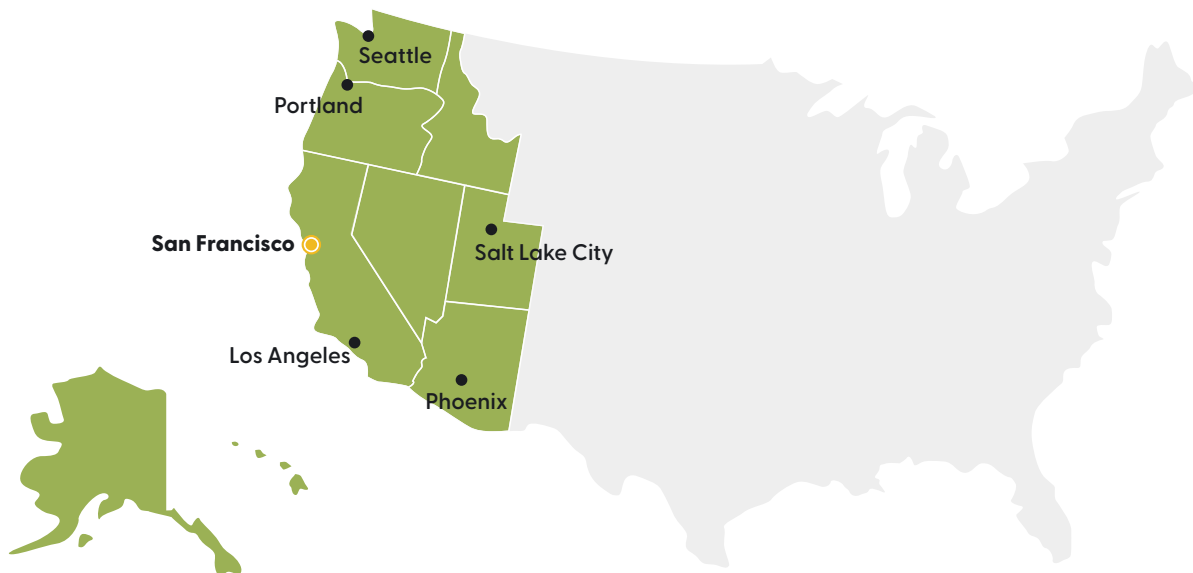 Seattle
Portland
San Francisco
Salt Lake City
Los Angeles
Phoenix